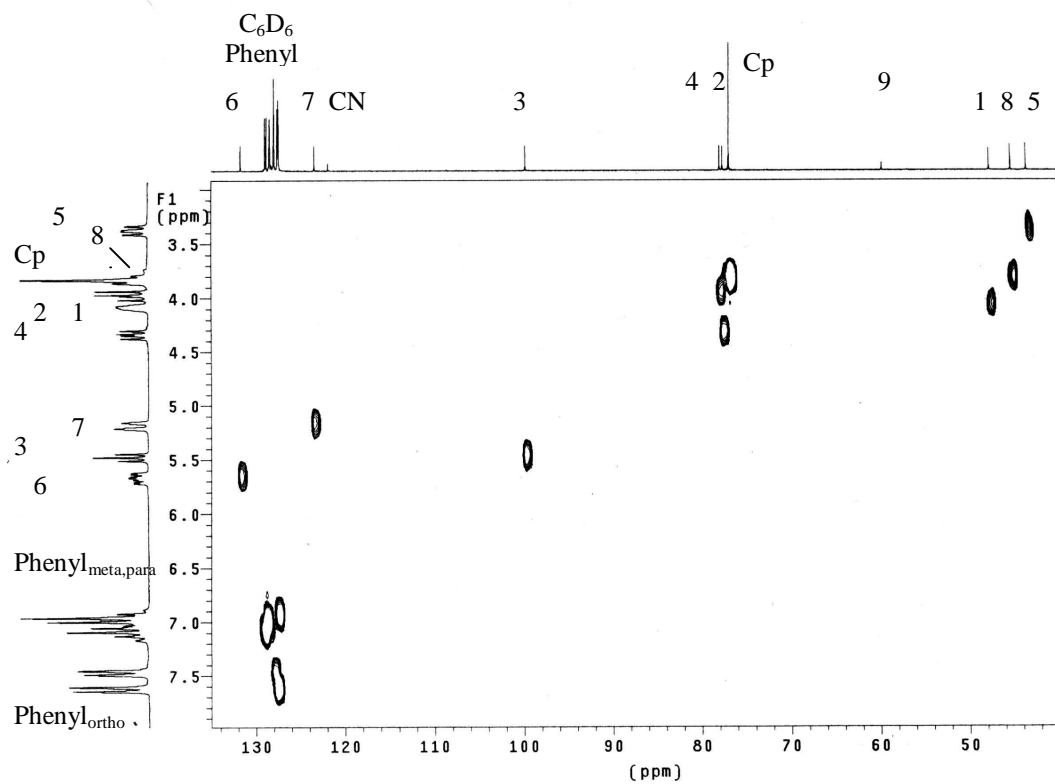 C₆D₆
Phenyl
6
7 CN
3
4 2
Cp
9
1 8 5
F1
(ppm)
5
8
Cp
2 1
4
7
3
6
Phenylmeta,para
Phenylortho
3.5
4.0
4.5
5.0
5.5
6.0
6.5
7.0
7.5
130 120 110 100 90 80 70 60 50
(ppm)